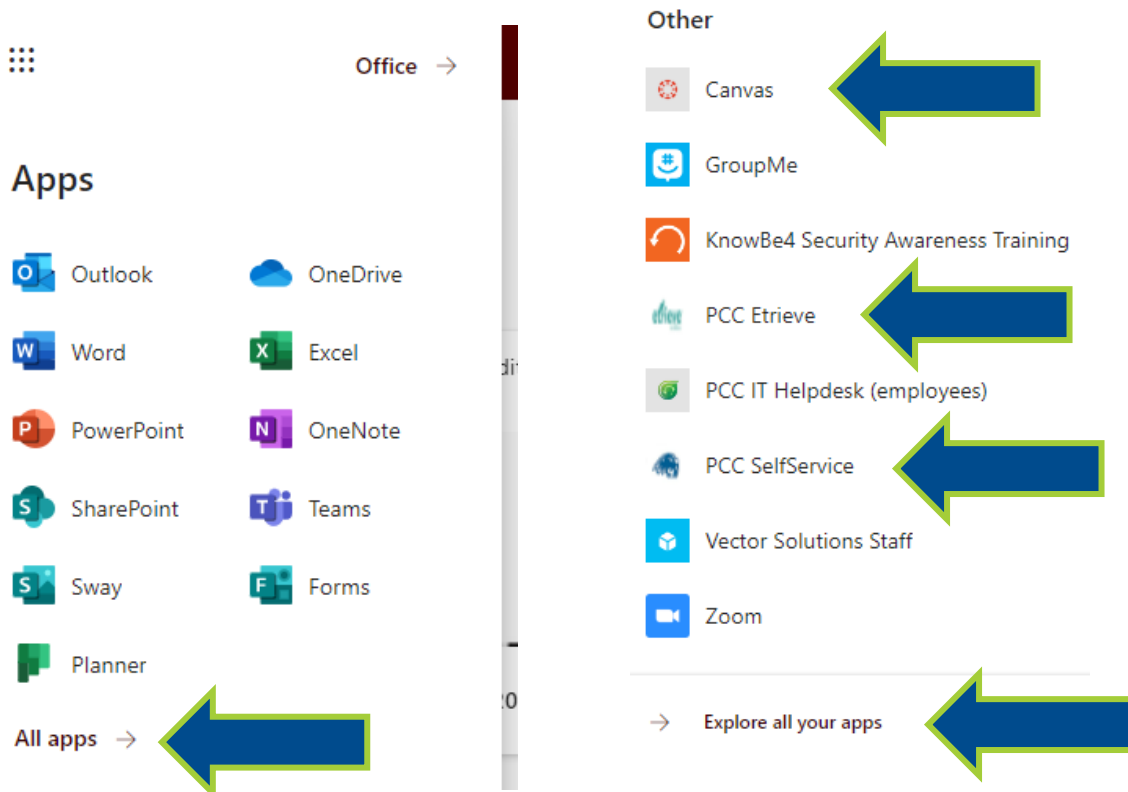 Office
Apps
Outlook
OneDrive
Word
Excel
PowerPoint
OneNote
SharePoint
Teams
Sway
Forms
Planner
All apps
Other
Canvas
GroupMe
KnowBe4 Security Awareness Training
etrieve
PCC Etrieve
PCC IT Helpdesk (employees)
PCC SelfService
Vector Solutions Staff
Zoom
Explore all your apps